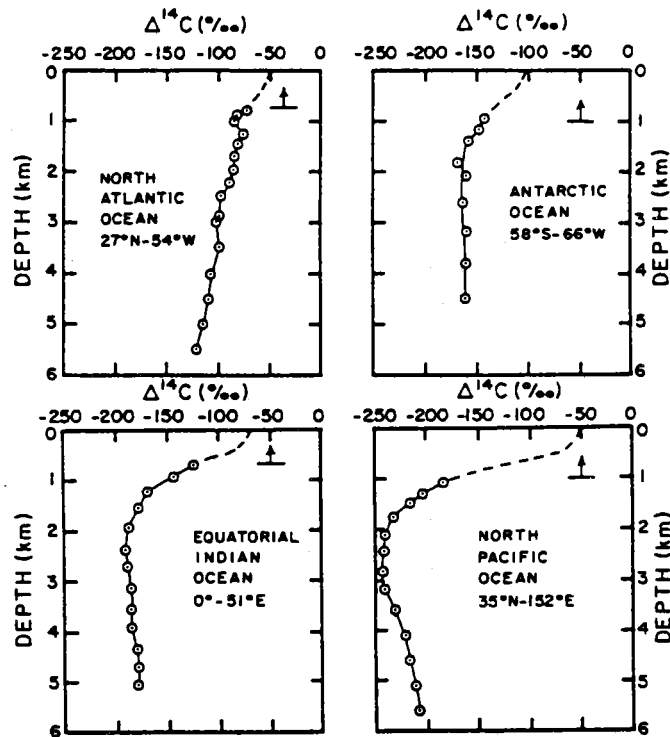 Δ¹⁴C (‰)
-250 -200 -150 -100 -50 0
0
1
2
3
4
5
6
DEPTH (km)
NORTH
ATLANTIC
OCEAN
27°N-54°W
Δ¹⁴C (‰)
-250 -200 -150 -100 -50 0
0
1
2
3
4
5
6
DEPTH (km)
ANTARCTIC
OCEAN
58°S-66°W
Δ¹⁴C (‰)
-250 -200 -150 -100 -50 0
0
1
2
3
4
5
6
DEPTH (km)
EQUATORIAL
INDIAN
OCEAN
0°-51°E
Δ¹⁴C (‰)
-250 -200 -150 -100 -50 0
0
1
2
3
4
5
6
DEPTH (km)
NORTH
PACIFIC
OCEAN
35°N-152°E